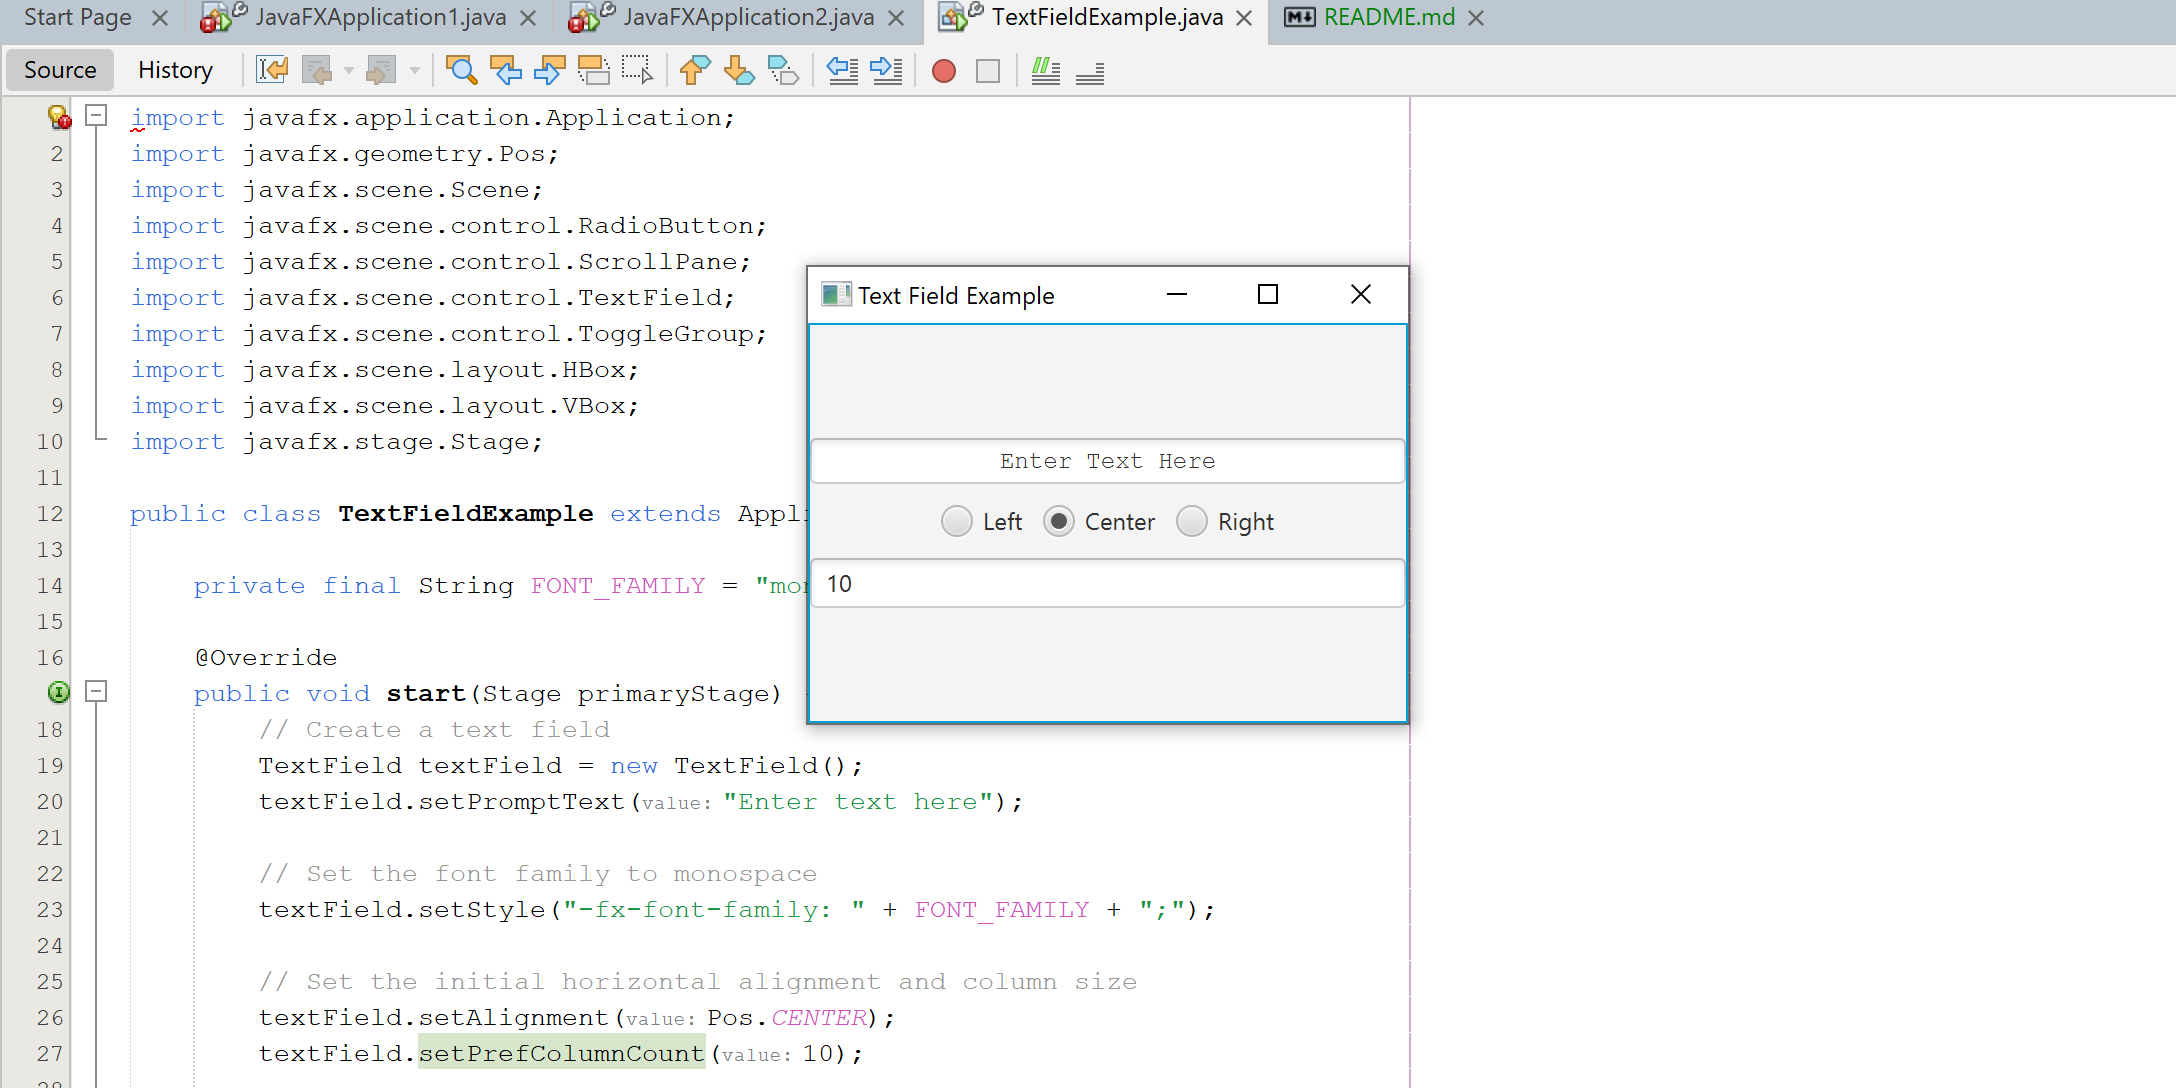 Start Page JavaFXApplication1.java JavaFXApplication2.java TextFieldExample.java README.md
Source History
import javafx.application.Application;
2 import javafx.geometry.Pos;
3 import javafx.scene.Scene;
4 import javafx.scene.control.RadioButton;
5 import javafx.scene.control.ScrollPane;
6 import javafx.scene.control.TextField;
7 import javafx.scene.control.ToggleGroup;
8 import javafx.scene.layout.HBox;
9 import javafx.scene.layout.VBox;
10 import javafx.stage.Stage;
11
12 public class TextFieldExample extends
13
14 private final String FONT_FAMILY =
15
16 @Override
public void start(Stage primaryStage)
18 // Create a text field
19 TextField textField = new TextField();
20 textField.setPromptText(value: "Enter text here");
21
22 // Set the font family to monospace
23 textField.setStyle("-fx-font-family: " + FONT_FAMILY + ";");
24
25 // Set the initial horizontal alignment and column size
26 textField.setAlignment(value: Pos.CENTER);
27 textField.setPrefColumnCount(value: 10);
Text Field Example
Enter Text Here
Left Center Right
10